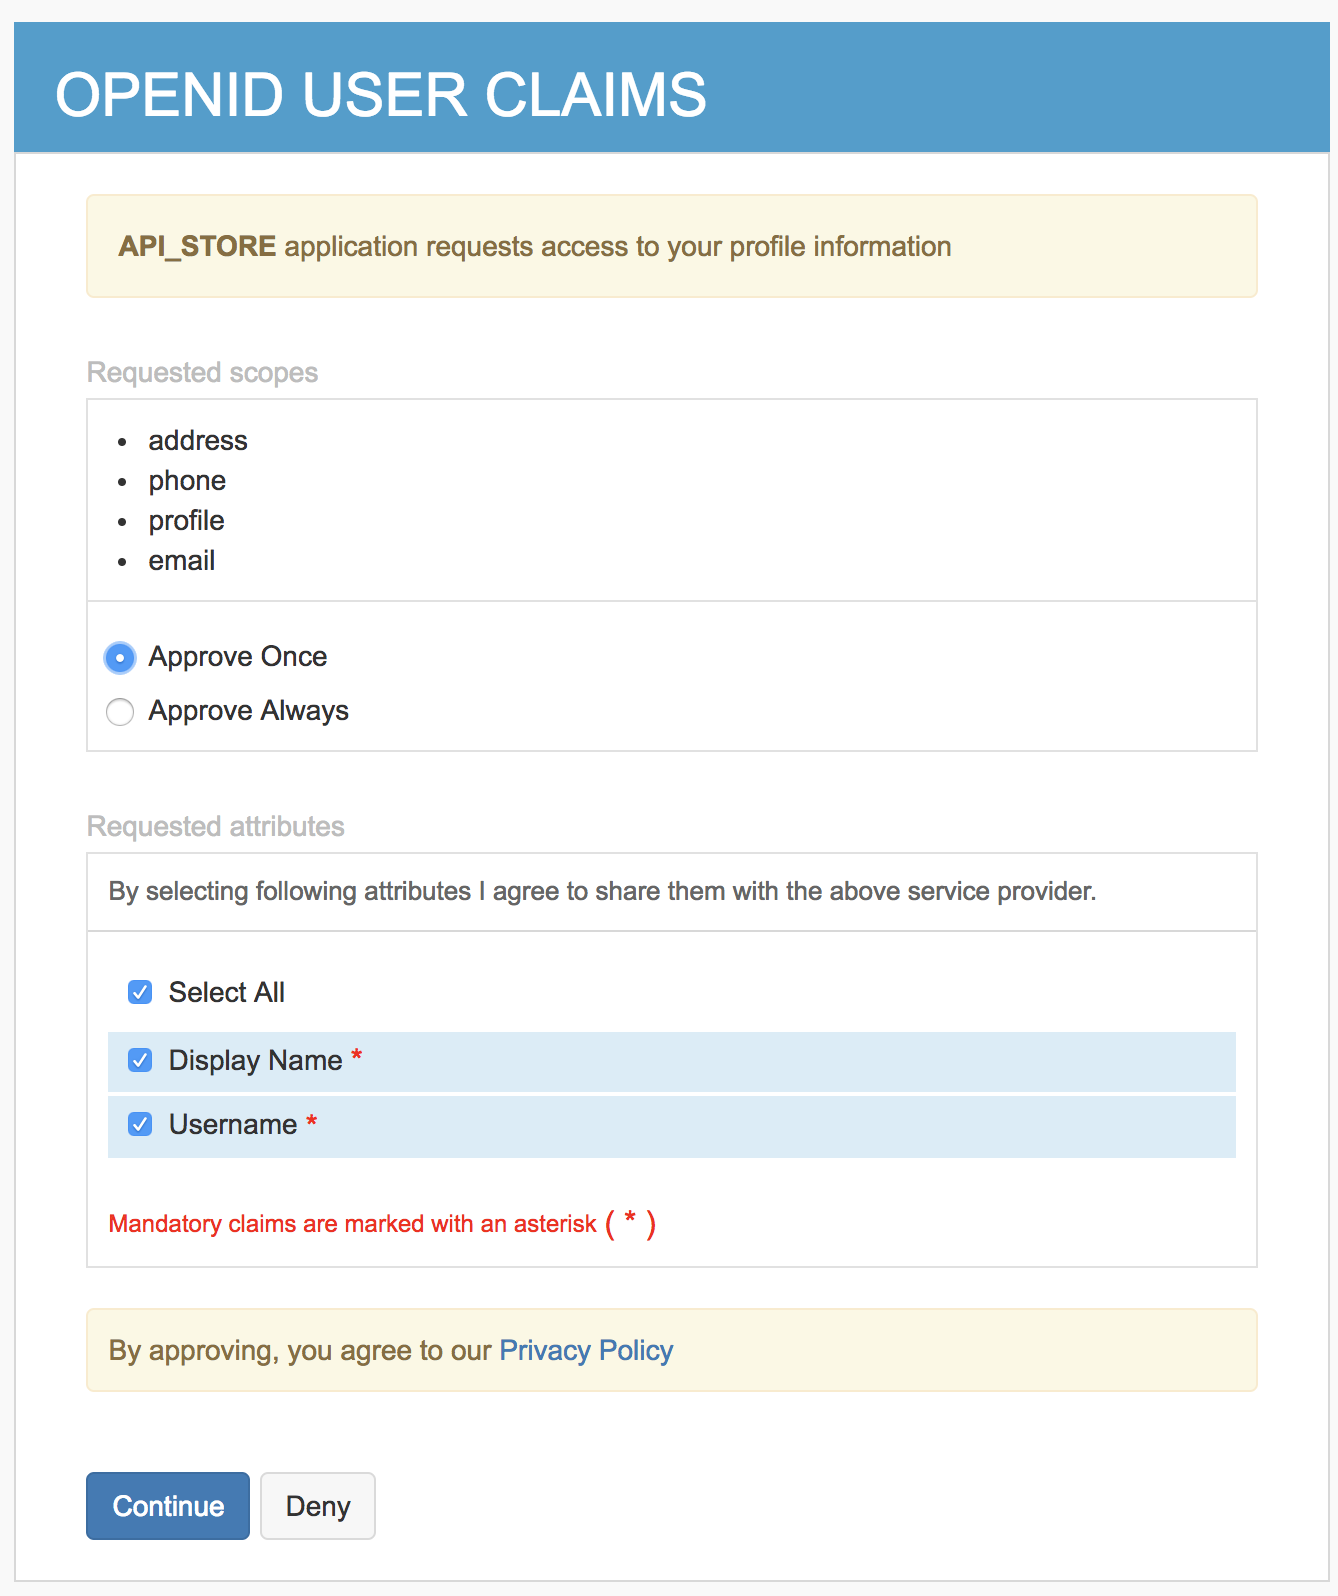 OPENID USER CLAIMS
API_STORE application requests access to your profile information
Requested scopes
address
phone
profile
email
Approve Once
Approve Always
Requested attributes
By selecting following attributes I agree to share them with the above service provider.
Select All
Display Name *
Username *
Mandatory claims are marked with an asterisk ( * )
By approving, you agree to our Privacy Policy
Continue Deny